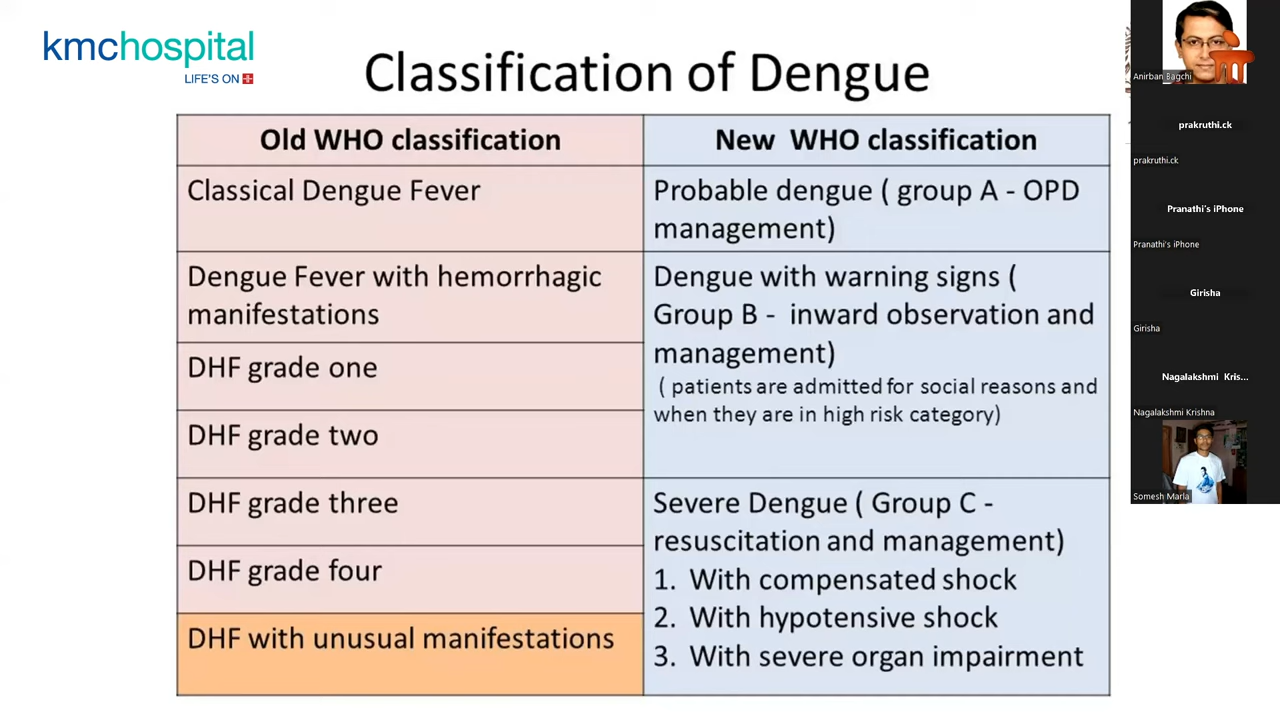 kmchospital
LIFE'S ON
Classification of Dengue
Old WHO classification
New WHO classification
Classical Dengue Fever
Probable dengue ( group A - OPD
management)
Dengue Fever with hemorrhagic
manifestations
Dengue with warning signs (
Group B - inward observation and
management)
( patients are admitted for social reasons and
when they are in high risk category)
DHF grade one
DHF grade two
DHF grade three
Severe Dengue ( Group C -
resuscitation and management)
1. With compensated shock
2. With hypotensive shock
3. With severe organ impairment
DHF grade four
DHF with unusual manifestations
Anirban Bagchi
prakruthi.ck
prakruthi.ck
Pranathi's iPhone
Pranathi's iPhone
Girisha
Girisha
Nagalakshmi Kris...
Nagalakshmi Krishna
Somesh Marla